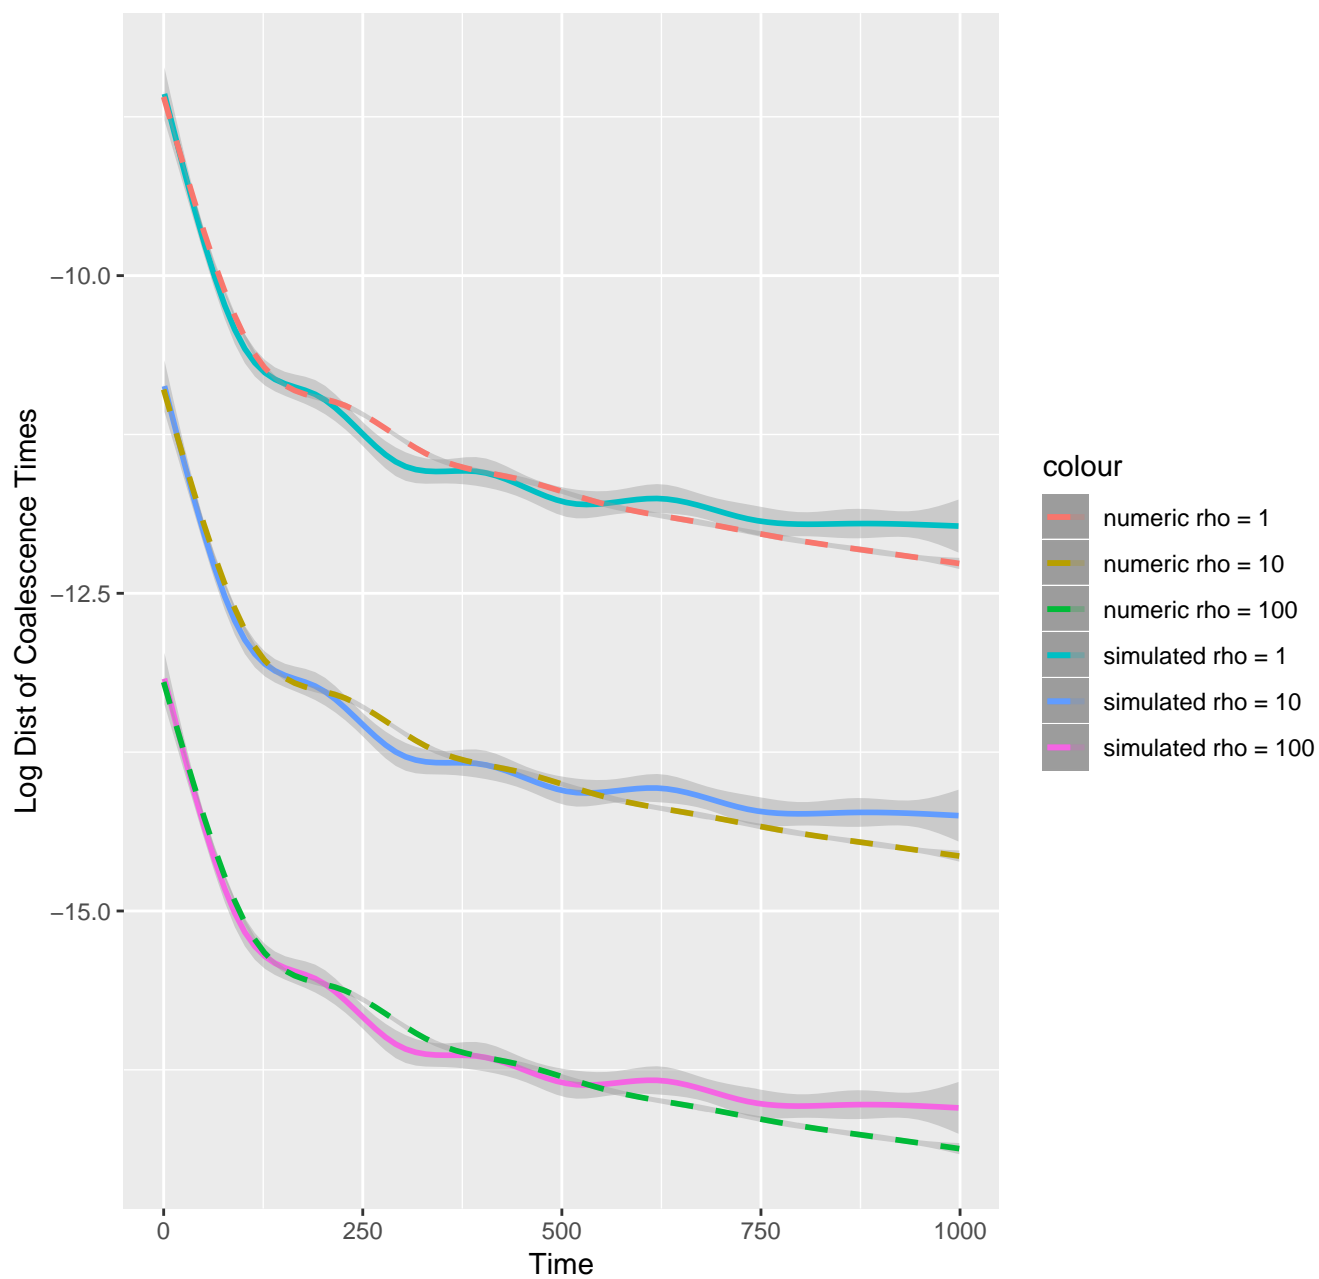 Log Dist of Coalescence Times
−10.0
−12.5
−15.0
0 250 500 750 1000
Time
colour
numeric rho = 1
numeric rho = 10
numeric rho = 100
simulated rho = 1
simulated rho = 10
simulated rho = 100